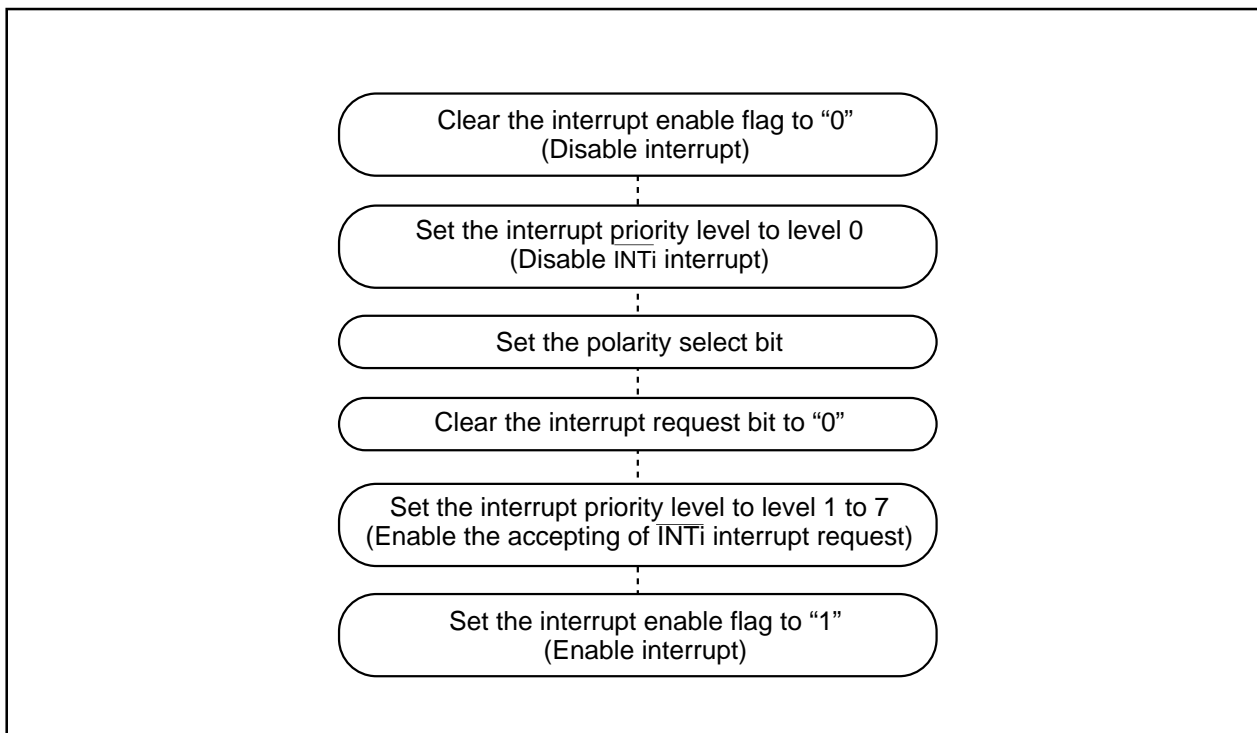 Clear the interrupt enable flag to “0”
(Disable interrupt)
Set the interrupt priority level to level 0
(Disable INTi interrupt)
Set the polarity select bit
Clear the interrupt request bit to “0”
Set the interrupt priority level to level 1 to 7
(Enable the accepting of INTi interrupt request)
Set the interrupt enable flag to “1”
(Enable interrupt)